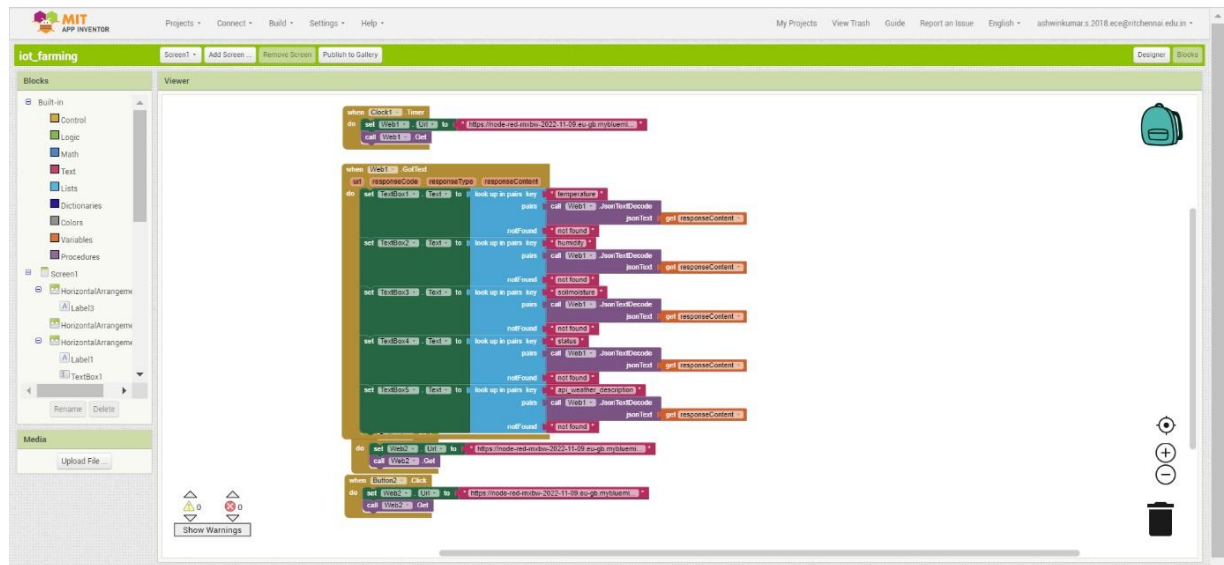 MIT
APP INVENTOR
Projects Connect Build Settings Help
My Projects View Trash Guide Report an Issue English ashwinkumar.s.2018.ece@ritchennai.edu.in
iot_farming
Screen1 Add Screen ... Remove Screen Publish to Gallery
Designer Blocks
Blocks
Viewer
Built-in
Control
Logic
Math
Text
Lists
Dictionaries
Colors
Variables
Procedures
Screen1
HorizontalArrangeme
Label3
HorizontalArrangeme
HorizontalArrangeme
Label1
TextBox1
Rename Delete
Media
Upload File ...
when Clock1 .Timer
do set Web1 . Url to " https://node-red-mxbw-2022-11-09.eu-gb.mybluemi... "
call Web1 .Get
when Web1 .GotText
url responseCode responseType responseContent
do set TextBox1 . Text to look up in pairs key " temperature "
pairs call Web1 .JsonTextDecode
jsonText get responseContent
notFound " not found "
set TextBox2 . Text to look up in pairs key " humidity "
pairs call Web1 .JsonTextDecode
jsonText get responseContent
notFound " not found "
set TextBox3 . Text to look up in pairs key " soilmoisture "
pairs call Web1 .JsonTextDecode
jsonText get responseContent
notFound " not found "
set TextBox4 . Text to look up in pairs key " status "
pairs call Web1 .JsonTextDecode
jsonText get responseContent
notFound " not found "
set TextBox5 . Text to look up in pairs key " api_weather_description "
pairs call Web1 .JsonTextDecode
jsonText get responseContent
notFound " not found "
do set Web2 . Url to " https://node-red-mxbw-2022-11-09.eu-gb.mybluemi... "
call Web2 .Get
when Button2 .Click
do set Web2 . Url to " https://node-red-mxbw-2022-11-09.eu-gb.mybluemi... "
call Web2 .Get
0 0
Show Warnings